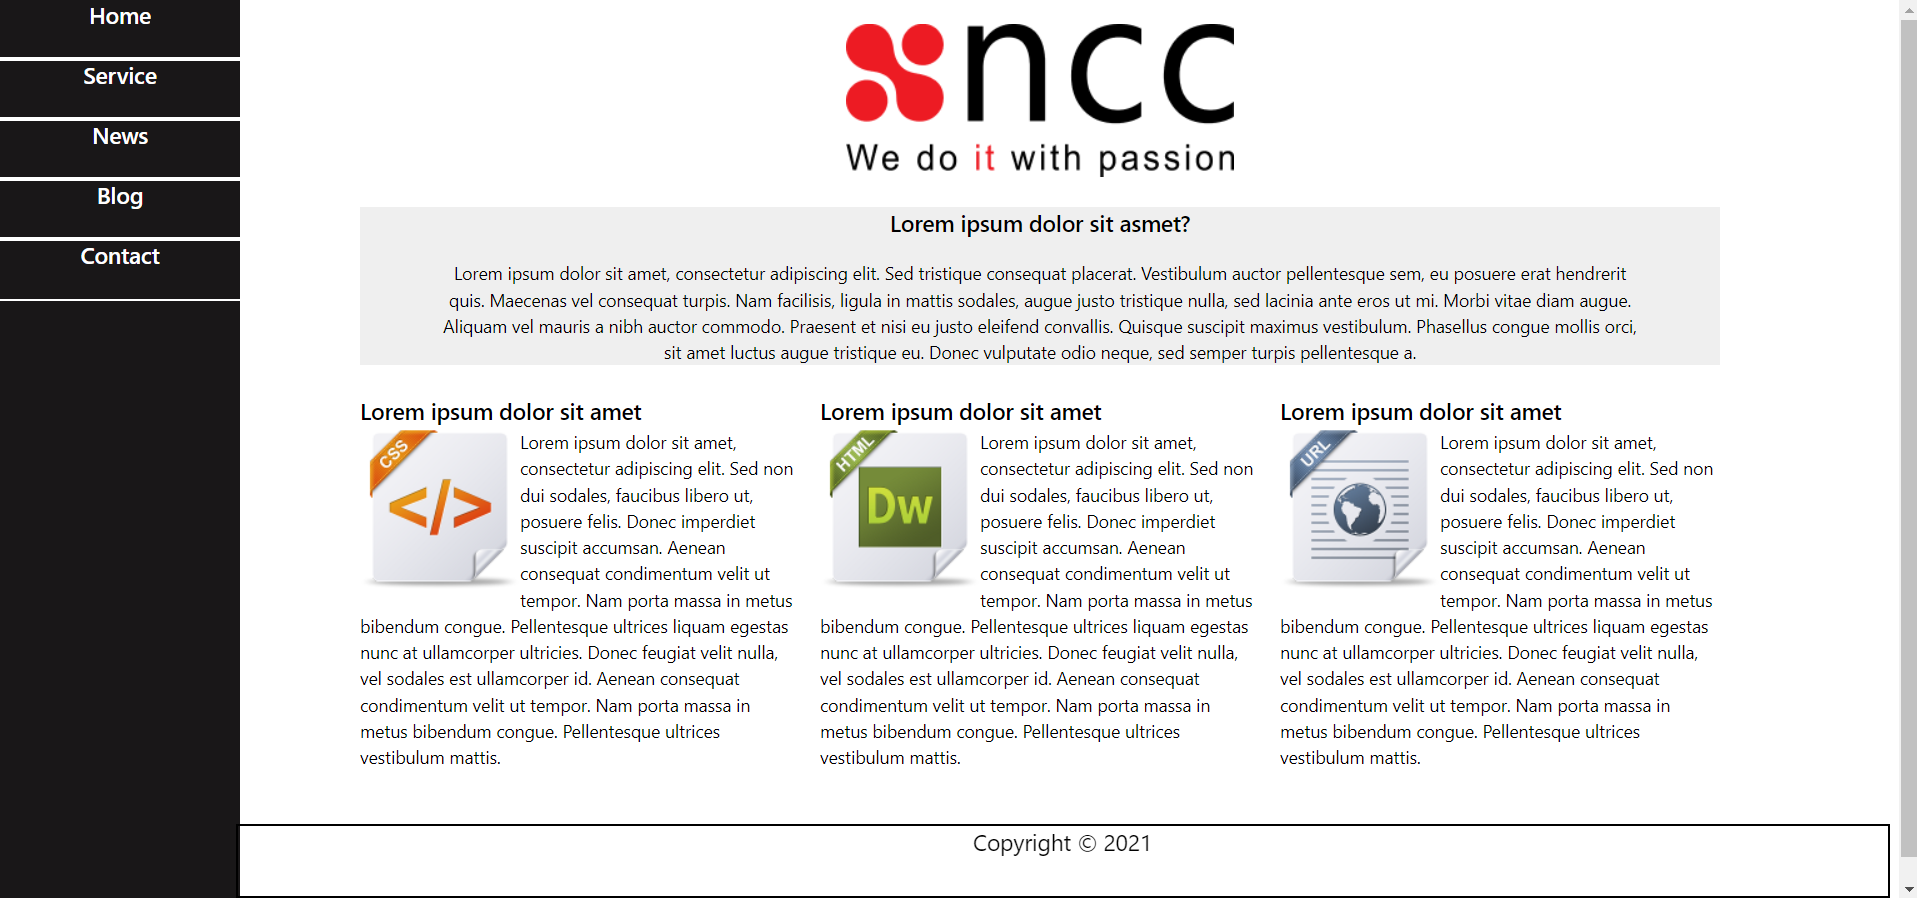 Home
Service
News
Blog
Contact
ncc
We do it with passion
Lorem ipsum dolor sit asmet?
Lorem ipsum dolor sit amet, consectetur adipiscing elit. Sed tristique consequat placerat. Vestibulum auctor pellentesque sem, eu posuere erat hendrerit
quis. Maecenas vel consequat turpis. Nam facilisis, ligula in mattis sodales, augue justo tristique nulla, sed lacinia ante eros ut mi. Morbi vitae diam augue.
Aliquam vel mauris a nibh auctor commodo. Praesent et nisi eu justo eleifend convallis. Quisque suscipit maximus vestibulum. Phasellus congue mollis orci,
sit amet luctus augue tristique eu. Donec vulputate odio neque, sed semper turpis pellentesque a.
Lorem ipsum dolor sit amet
CSS
</>
Lorem ipsum dolor sit amet,
consectetur adipiscing elit. Sed non
dui sodales, faucibus libero ut,
posuere felis. Donec imperdiet
suscipit accumsan. Aenean
consequat condimentum velit ut
tempor. Nam porta massa in metus
bibendum congue. Pellentesque ultrices liquam egestas
nunc at ullamcorper ultricies. Donec feugiat velit nulla,
vel sodales est ullamcorper id. Aenean consequat
condimentum velit ut tempor. Nam porta massa in
metus bibendum congue. Pellentesque ultrices
vestibulum mattis.
Lorem ipsum dolor sit amet
HTML
Dw
Lorem ipsum dolor sit amet,
consectetur adipiscing elit. Sed non
dui sodales, faucibus libero ut,
posuere felis. Donec imperdiet
suscipit accumsan. Aenean
consequat condimentum velit ut
tempor. Nam porta massa in metus
bibendum congue. Pellentesque ultrices liquam egestas
nunc at ullamcorper ultricies. Donec feugiat velit nulla,
vel sodales est ullamcorper id. Aenean consequat
condimentum velit ut tempor. Nam porta massa in
metus bibendum congue. Pellentesque ultrices
vestibulum mattis.
Lorem ipsum dolor sit amet
URL
Lorem ipsum dolor sit amet,
consectetur adipiscing elit. Sed non
dui sodales, faucibus libero ut,
posuere felis. Donec imperdiet
suscipit accumsan. Aenean
consequat condimentum velit ut
tempor. Nam porta massa in metus
bibendum congue. Pellentesque ultrices liquam egestas
nunc at ullamcorper ultricies. Donec feugiat velit nulla,
vel sodales est ullamcorper id. Aenean consequat
condimentum velit ut tempor. Nam porta massa in
metus bibendum congue. Pellentesque ultrices
vestibulum mattis.
Copyright © 2021